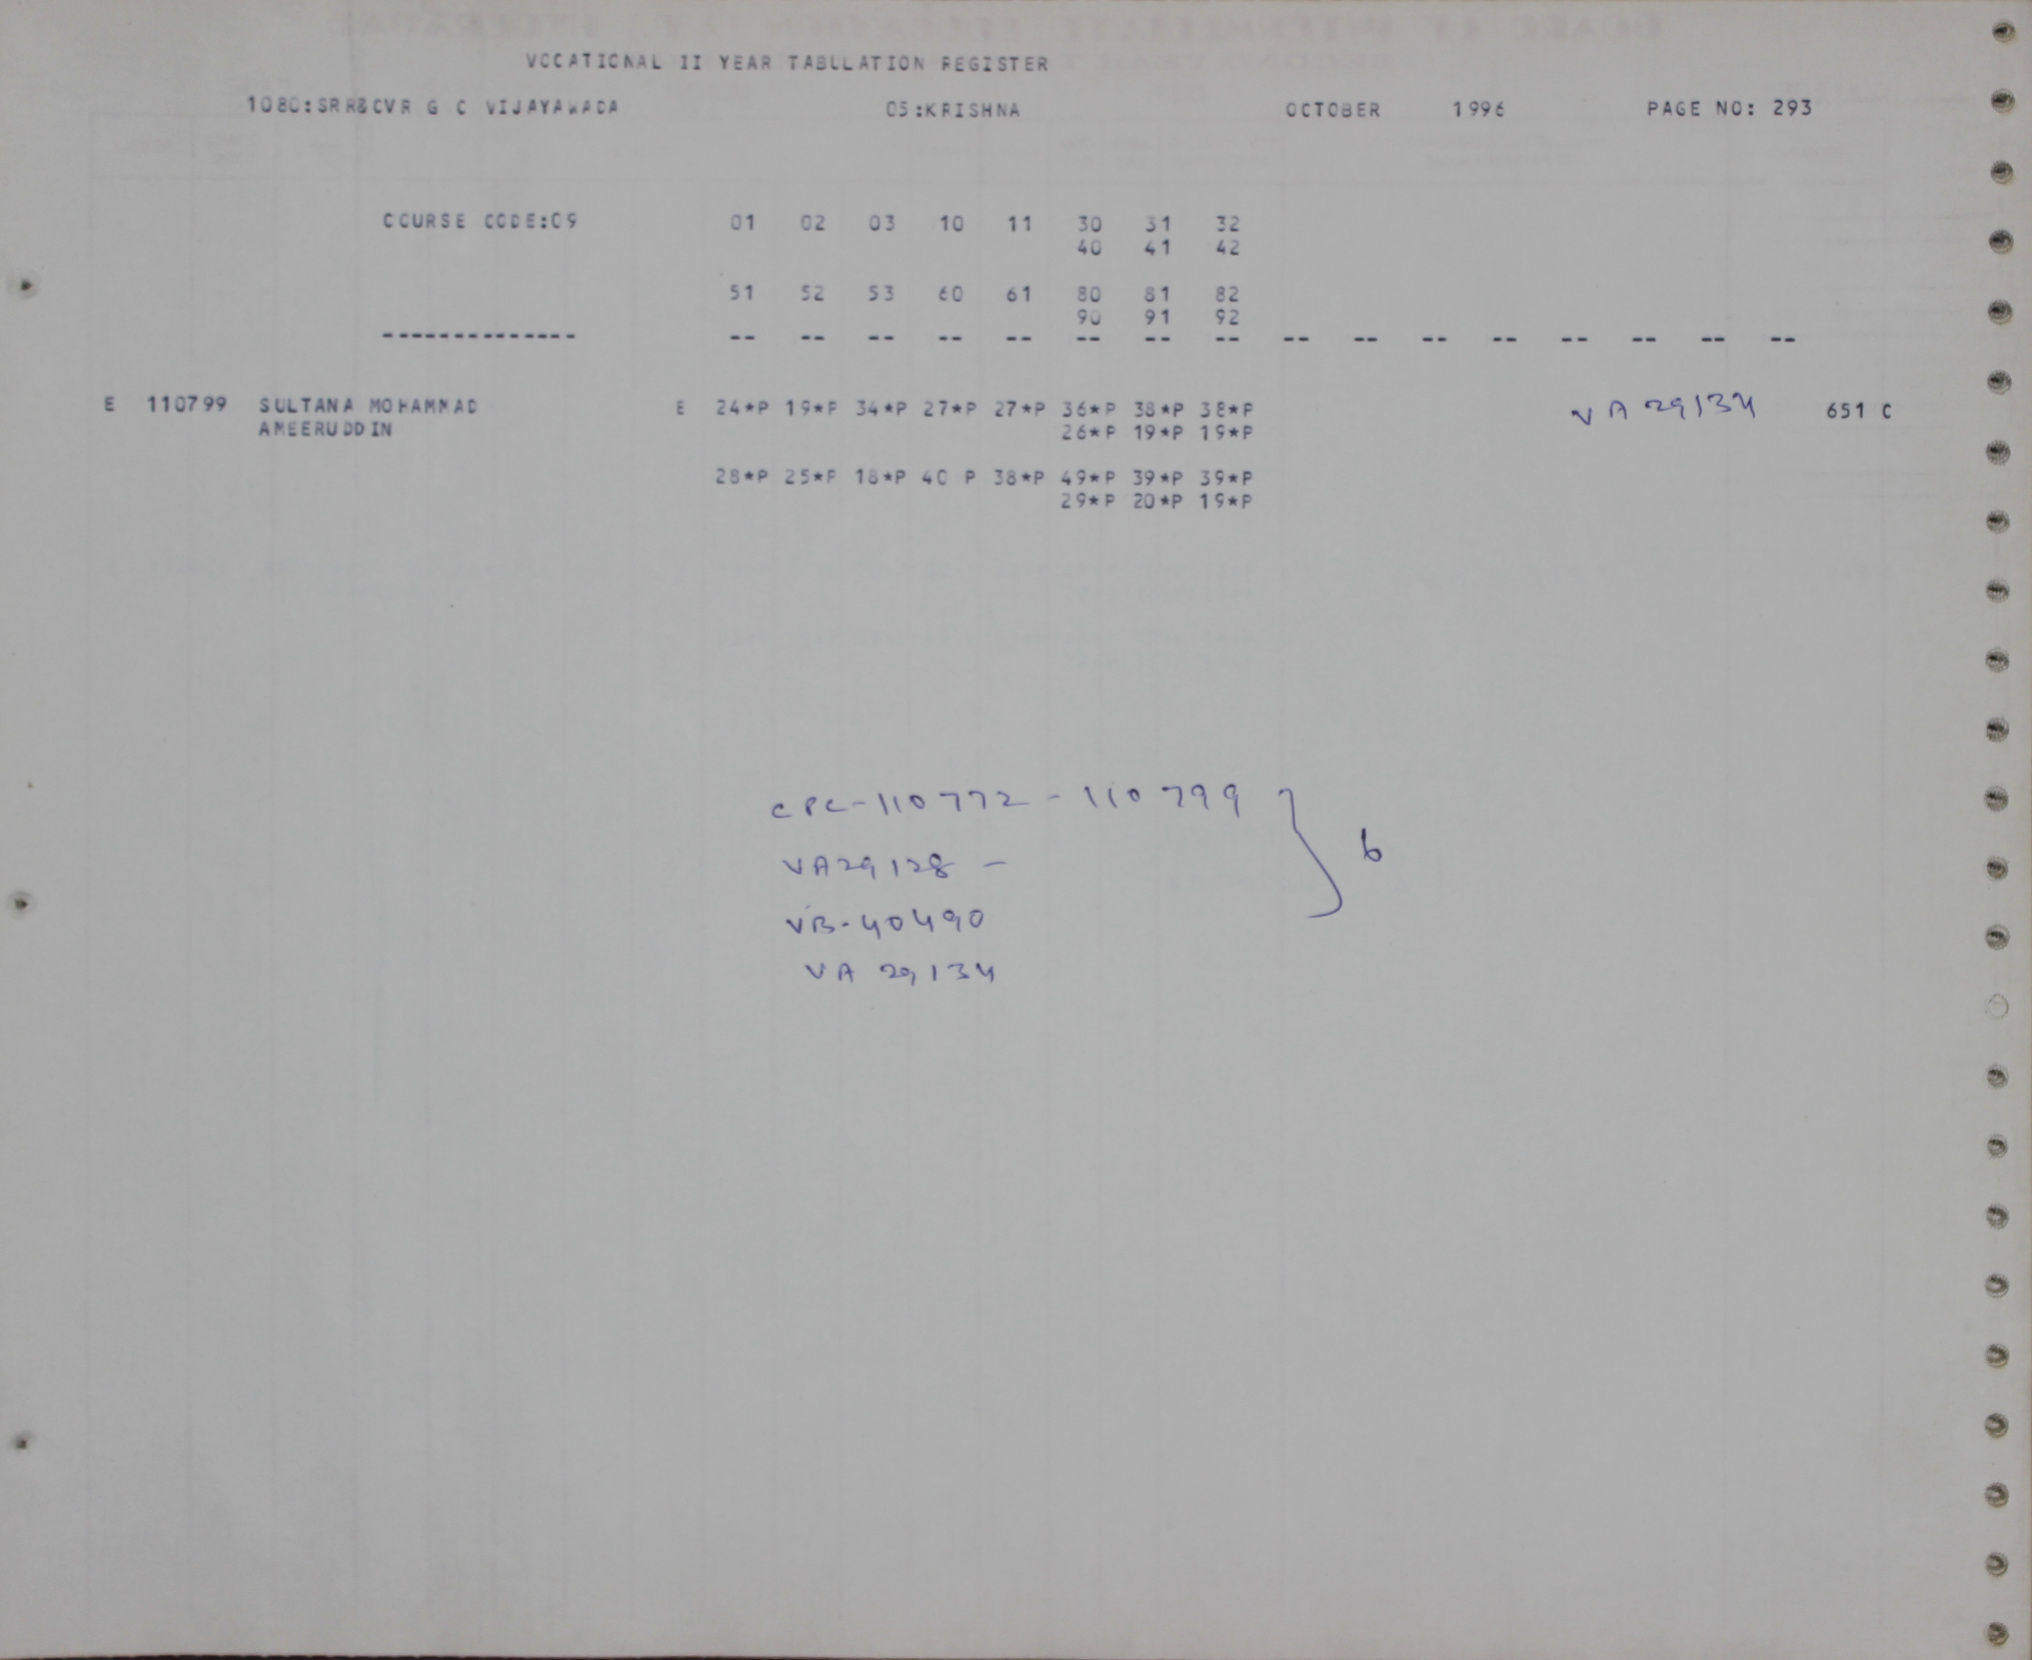 VOCATIONAL II YEAR TABULATION REGISTER
1080:SRR&CVR G C VIJAYAWADA 05:KRISHNA OCTOBER 1996 PAGE NO: 293
COURSE CODE:09 01 02 03 10 11 30 31 32
40 41 42
51 52 53 60 61 80 81 82
90 91 92
-------------- -- -- -- -- -- -- -- -- -- -- -- -- -- -- -- --
E 110799 SULTANA MOHAMMAD E 24*P 19*P 34*P 27*P 27*P 36*P 38*P 38*P VA 29134 651 C
AMEERUDDIN 26*P 19*P 19*P
28*P 25*P 18*P 40 P 38*P 49*P 39*P 39*P
29*P 20*P 19*P
CPC-110772 - 110799 } 6
VA29128 -
VB-40490
VA 29134